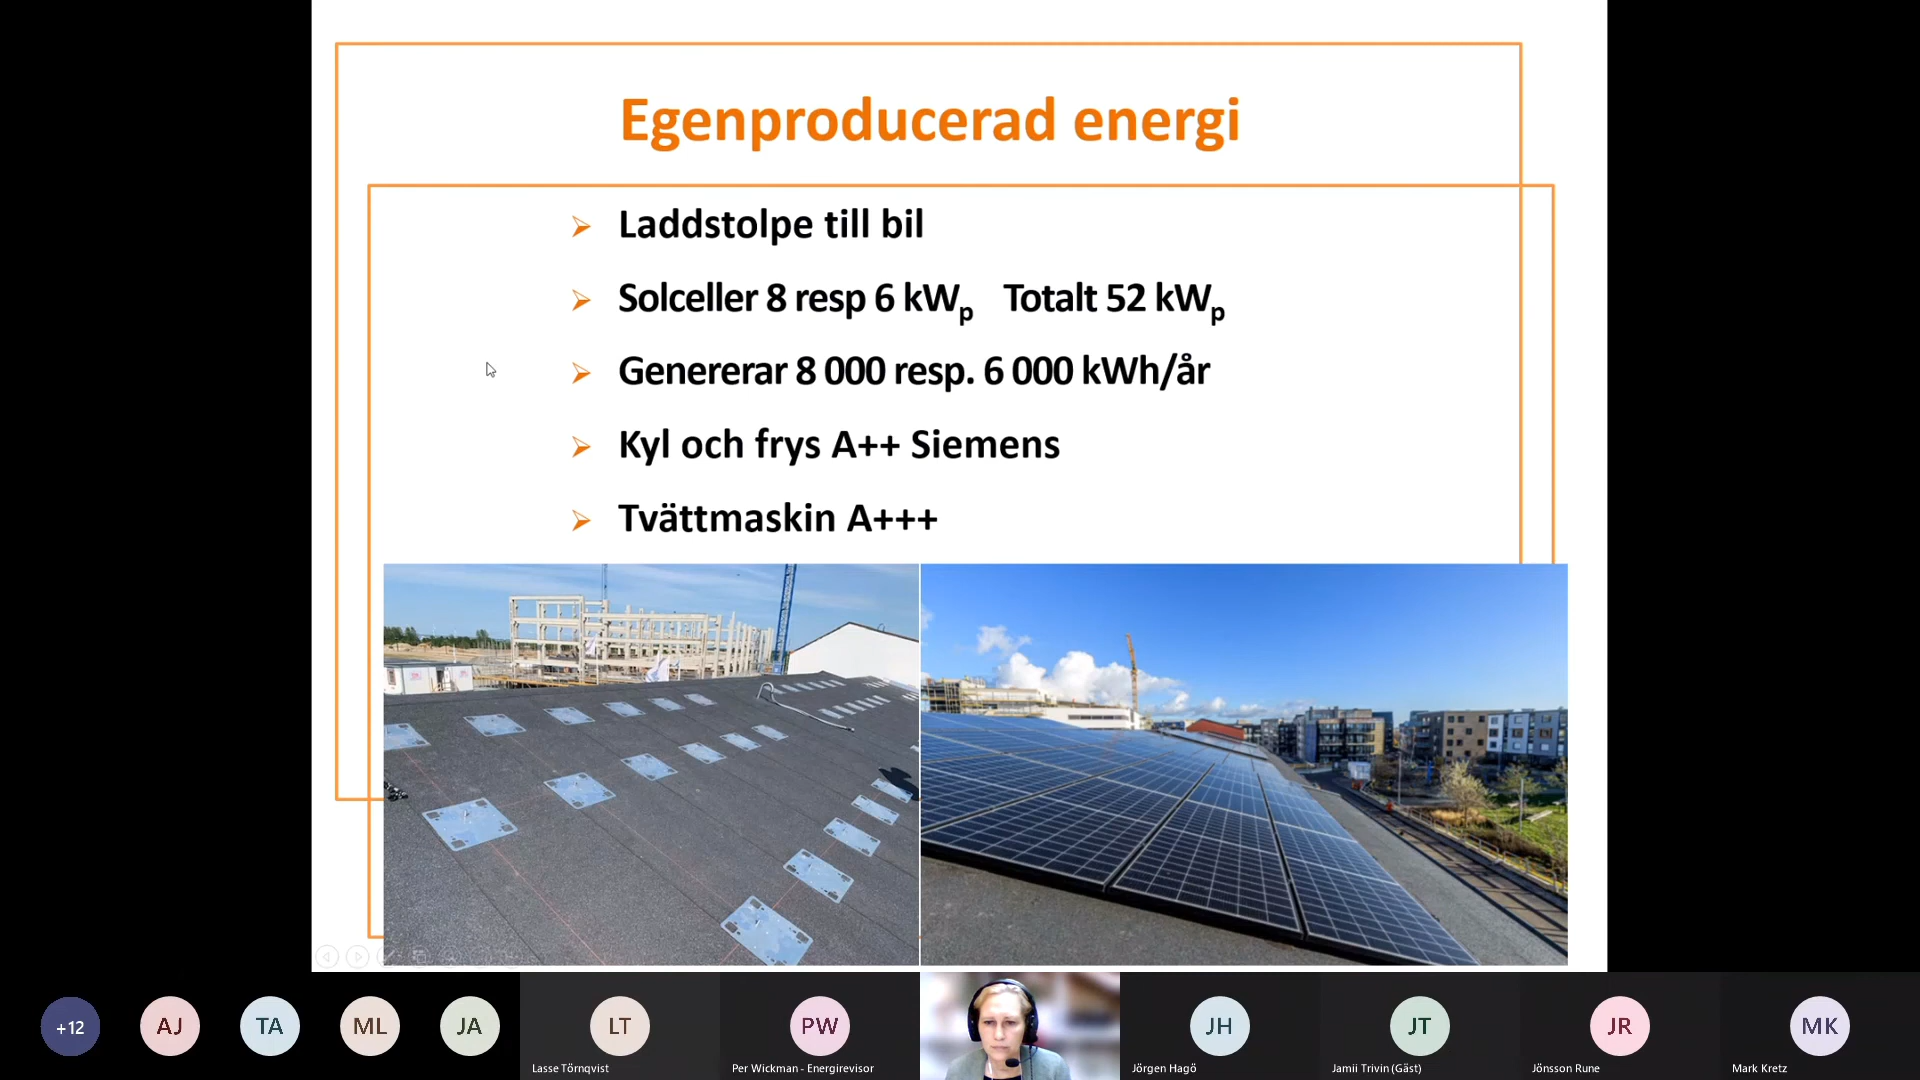 Egenproducerad energi
Laddstolpe till bil
Solceller 8 resp 6 kWp Totalt 52 kWp
Genererar 8 000 resp. 6 000 kWh/år
Kyl och frys A++ Siemens
Tvättmaskin A+++
+12
AJ
TA
ML
JA
LT
PW
JH
JT
JR
MK
Lasse Törnqvist
Per Wickman - Energirevisor
Jörgen Hagö
Jamii Trivin (Gäst)
Jönsson Rune
Mark Kretz